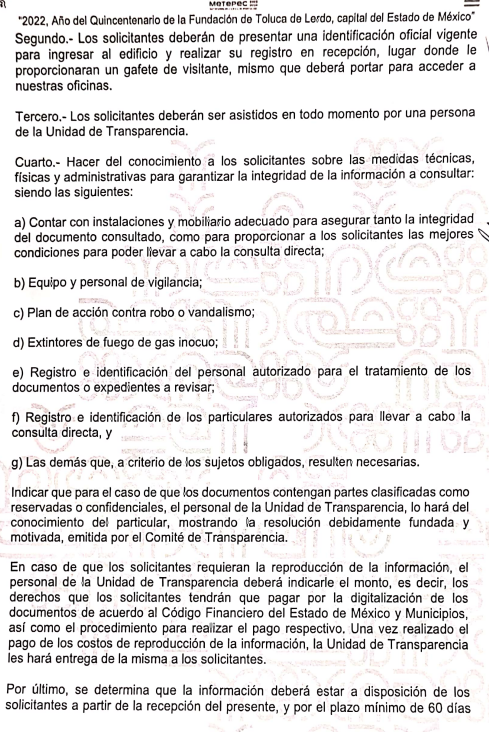 Metepec
"2022, Año del Quincentenario de la Fundación de Toluca de Lerdo, capital del Estado de México"
Segundo.- Los solicitantes deberán de presentar una identificación oficial vigente
para ingresar al edificio y realizar su registro en recepción, lugar donde le
proporcionaran un gafete de visitante, mismo que deberá portar para acceder a
nuestras oficinas.
Tercero.- Los solicitantes deberán ser asistidos en todo momento por una persona
de la Unidad de Transparencia.
Cuarto.- Hacer del conocimiento a los solicitantes sobre las medidas técnicas,
físicas y administrativas para garantizar la integridad de la información a consultar:
siendo las siguientes:
a) Contar con instalaciones y mobiliario adecuado para asegurar tanto la integridad
del documento consultado, como para proporcionar a los solicitantes las mejores
condiciones para poder llevar a cabo la consulta directa;
b) Equipo y personal de vigilancia;
c) Plan de acción contra robo o vandalismo;
d) Extintores de fuego de gas inocuo;
e) Registro e identificación del personal autorizado para el tratamiento de los
documentos o expedientes a revisar;
f) Registro e identificación de los particulares autorizados para llevar a cabo la
consulta directa, y
g) Las demás que, a criterio de los sujetos obligados, resulten necesarias.
Indicar que para el caso de que los documentos contengan partes clasificadas como
reservadas o confidenciales, el personal de la Unidad de Transparencia, lo hará del
conocimiento del particular, mostrando la resolución debidamente fundada y
motivada, emitida por el Comité de Transparencia.
En caso de que los solicitantes requieran la reproducción de la información, el
personal de la Unidad de Transparencia deberá indicarle el monto, es decir, los
derechos que los solicitantes tendrán que pagar por la digitalización de los
documentos de acuerdo al Código Financiero del Estado de México y Municipios,
así como el procedimiento para realizar el pago respectivo. Una vez realizado el
pago de los costos de reproducción de la información, la Unidad de Transparencia
les hará entrega de la misma a los solicitantes.
Por último, se determina que la información deberá estar a disposición de los
solicitantes a partir de la recepción del presente, y por el plazo mínimo de 60 días